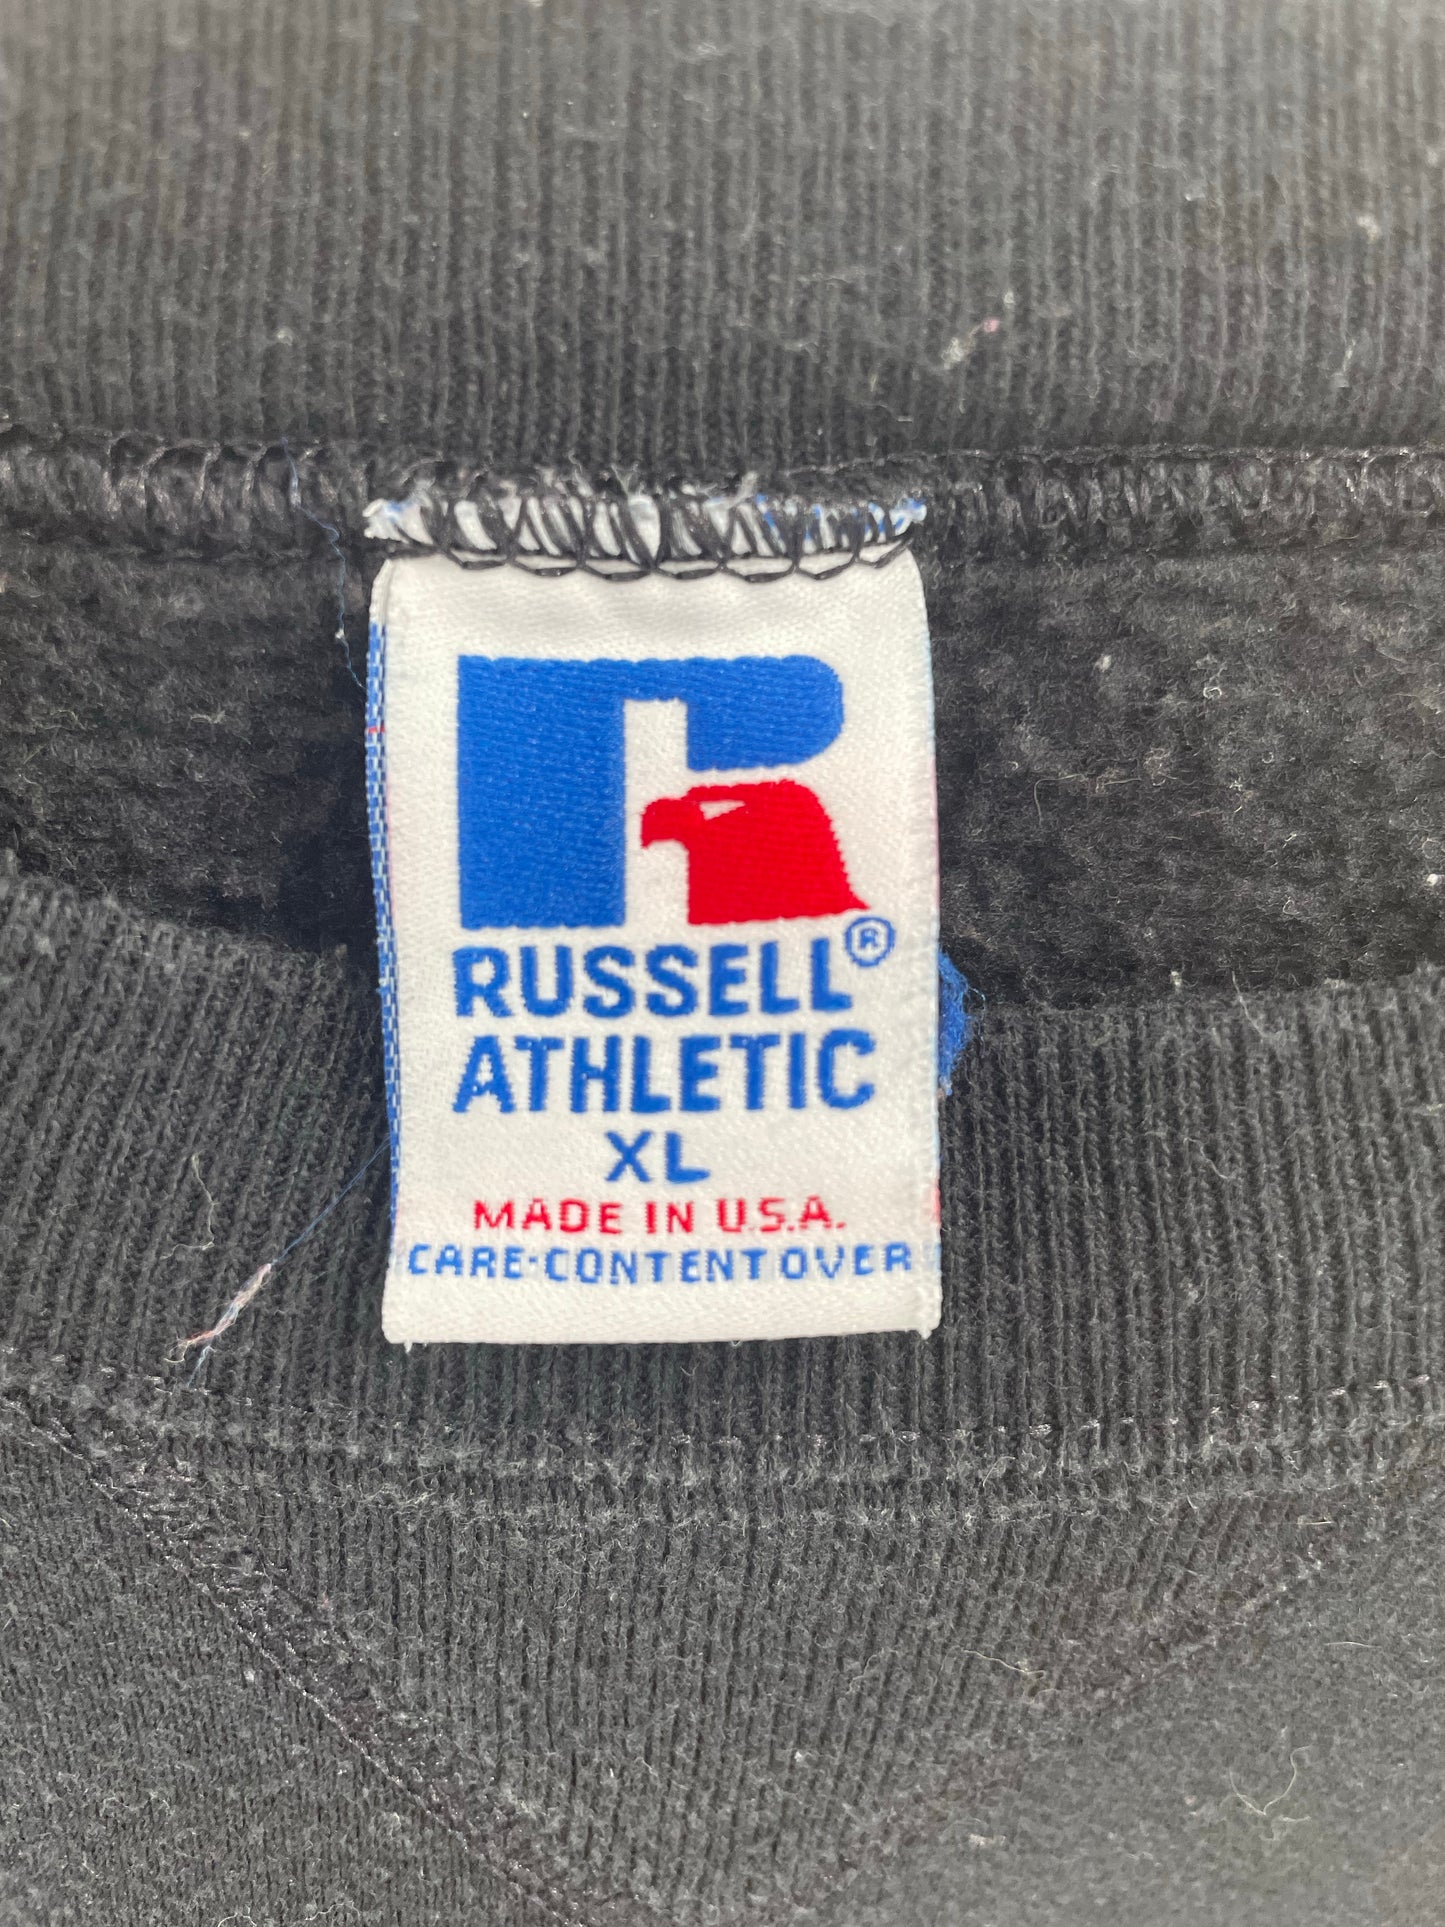 R
RUSSELL®
ATHLETIC
XL
MADE IN U.S.A.
CARE-CONTENT OVER